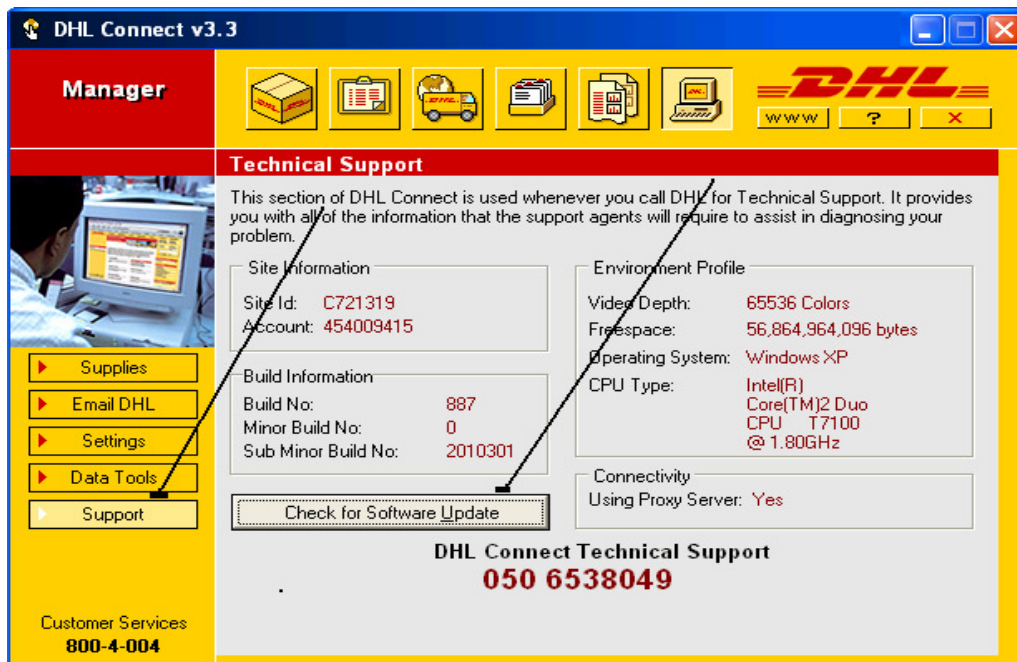 DHL Connect v3.3
Manager
DHL
www ? ×
Technical Support
This section of DHL Connect is used whenever you call DHL for Technical Support. It provides
you with all of the information that the support agents will require to assist in diagnosing your
problem.
Site Information
Site Id: C721319
Account: 454009415
Build Information
Build No: 887
Minor Build No: 0
Sub Minor Build No: 2010301
Check for Software Update
Environment Profile
Video Depth: 65536 Colors
Freespace: 56,864,964,096 bytes
Operating System: Windows XP
CPU Type: Intel(R)
Core(TM)2 Duo
CPU T7100
@ 1.80GHz
Connectivity
Using Proxy Server: Yes
DHL Connect Technical Support
050 6538049
Supplies
Email DHL
Settings
Data Tools
Support
Customer Services
800-4-004